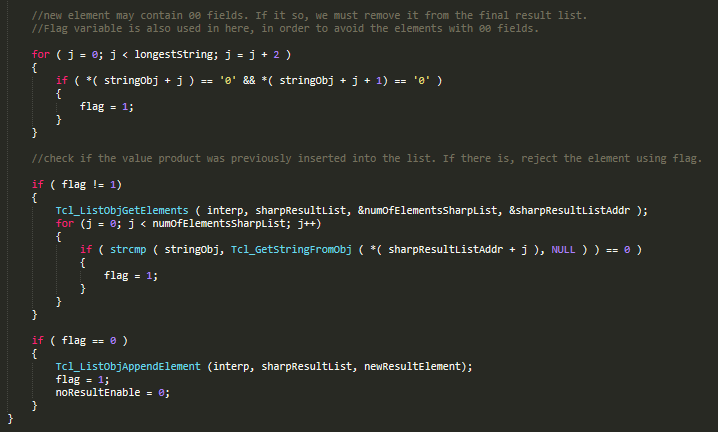 //new element may contain 00 fields. If it so, we must remove it from the final result list.
//Flag variable is also used in here, in order to avoid the elements with 00 fields.
for ( j = 0; j < longestString; j = j + 2 )
{
if ( *( stringObj + j ) == '0' && *( stringObj + j + 1) == '0' )
{
flag = 1;
}
}
//check if the value product was previously inserted into the list. If there is, reject the element using flag.
if ( flag != 1)
{
Tcl_ListObjGetElements ( interp, sharpResultList, &numOfElementsSharpList, &sharpResultListAddr );
for (j = 0; j < numOfElementsSharpList; j++)
{
if ( strcmp ( stringObj, Tcl_GetStringFromObj ( *( sharpResultListAddr + j ), NULL ) ) == 0 )
{
flag = 1;
}
}
}
if ( flag == 0 )
{
Tcl_ListObjAppendElement (interp, sharpResultList, newResultElement);
flag = 1;
noResultEnable = 0;
}
}